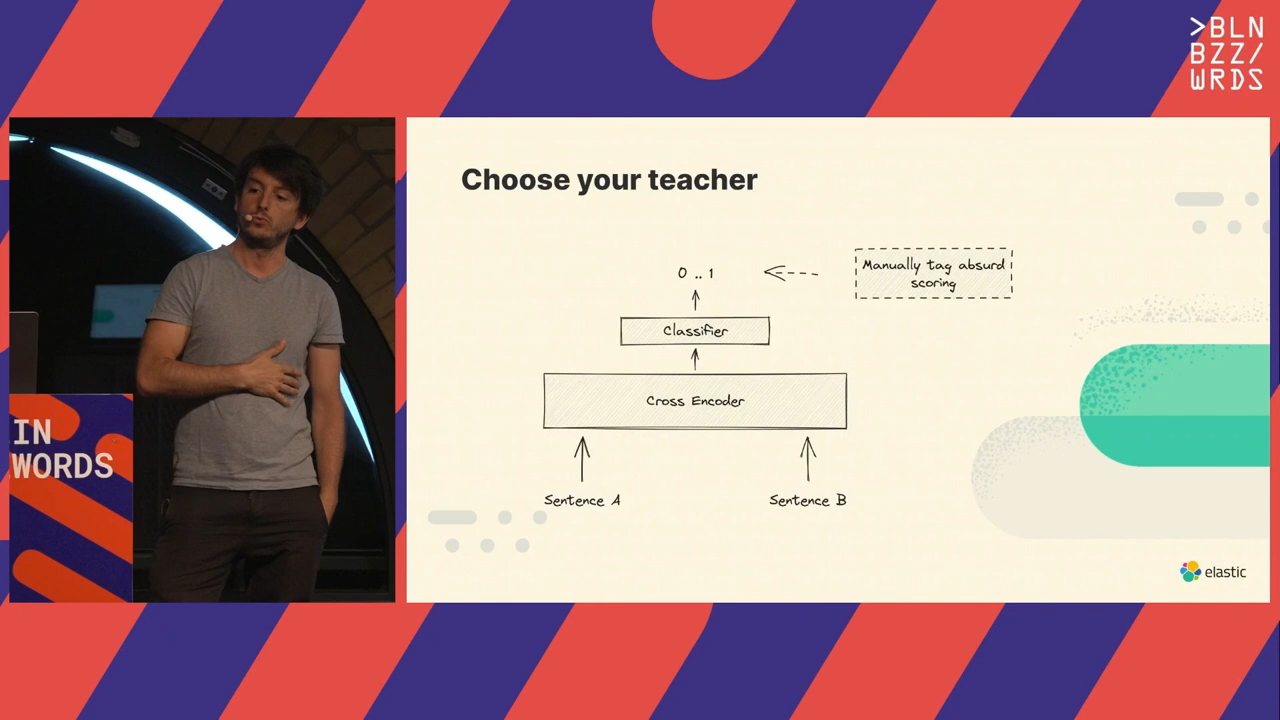 >BLN
BZZ/
WRDS
IN
WORDS
Choose your teacher
0 .. 1
Manually tag absurd
scoring
Classifier
Cross Encoder
Sentence A
Sentence B
elastic